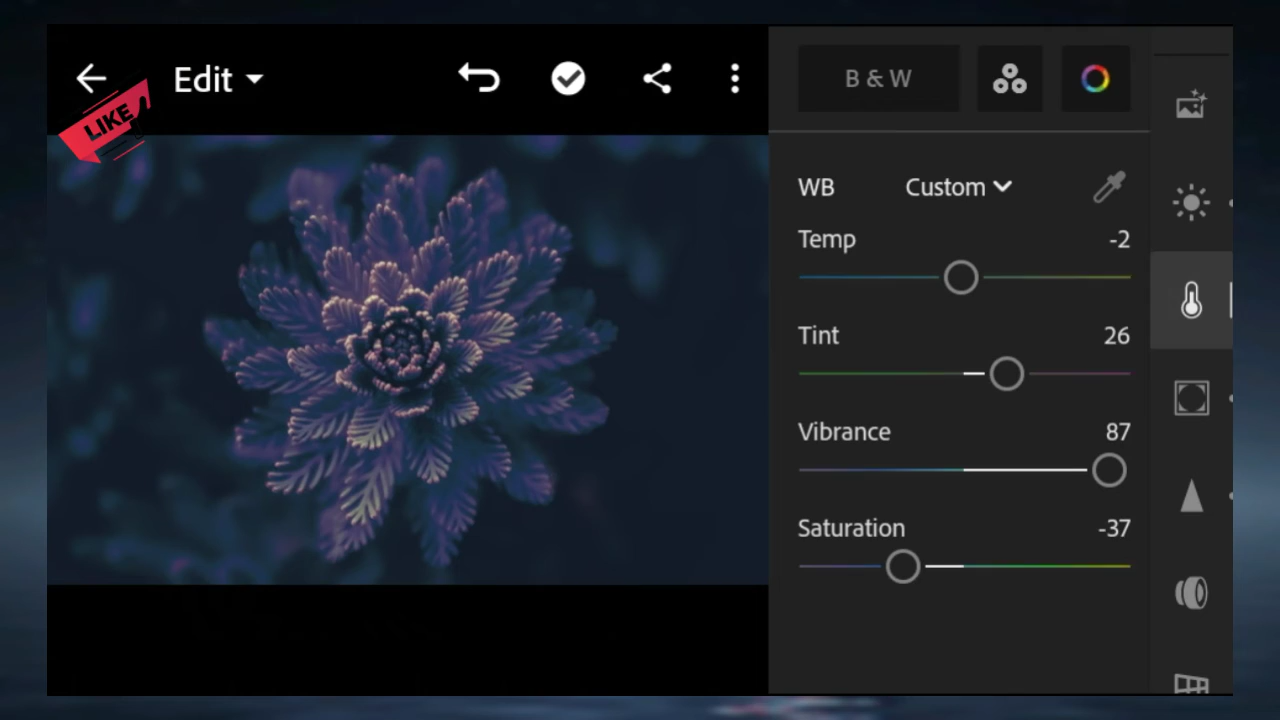 Edit
LIKE
B & W
WB Custom
Temp -2
Tint 26
Vibrance 87
Saturation -37